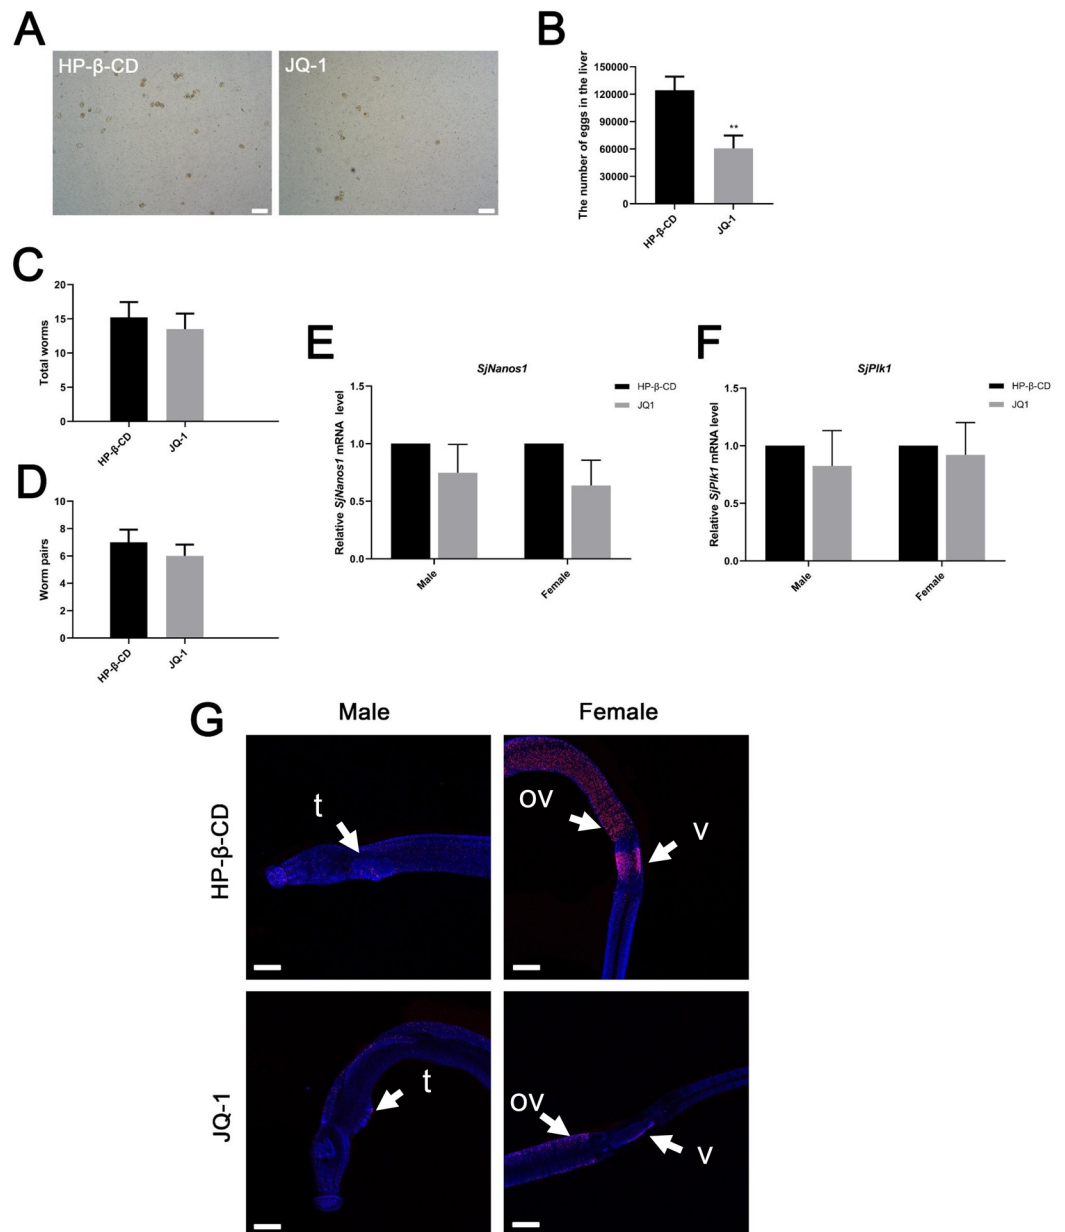 A
HP-β-CD
JQ-1
B
The number of eggs in the liver
150000
120000
90000
60000
30000
0
**
HP-β-CD
JQ-1
C
Total worms
20
15
10
5
0
HP-β-CD
JQ-1
D
Worm pairs
10
8
6
4
2
0
HP-β-CD
JQ-1
E
SjNanos1
Relative SjNanos1 mRNA level
1.5
1.0
0.5
0.0
HP-β-CD
JQ1
Male
Female
F
SjPlk1
Relative SjPlk1 mRNA level
1.5
1.0
0.5
0.0
HP-β-CD
JQ1
Male
Female
G
Male
Female
HP-β-CD
t
ov
v
JQ-1
t
ov
v